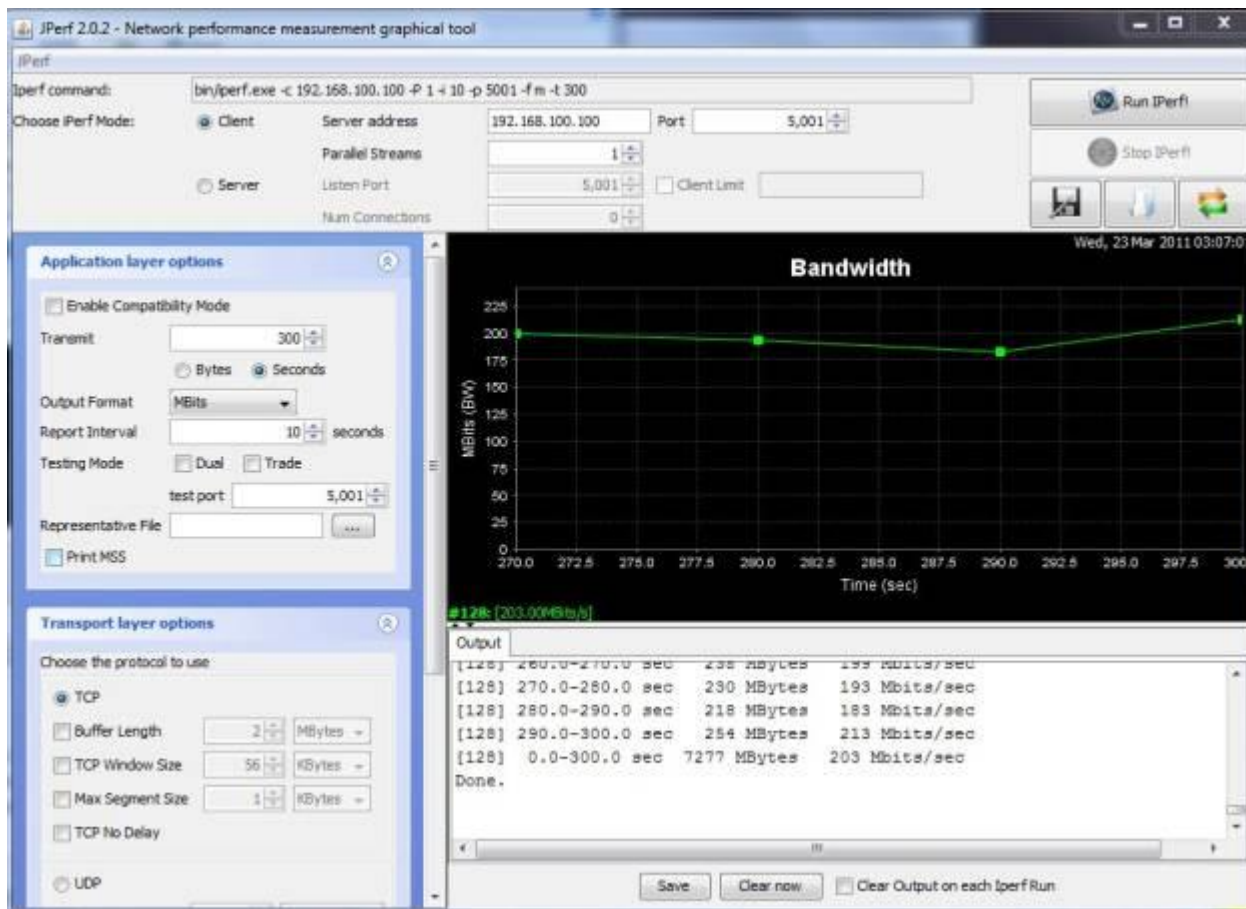 JPerf 2.0.2 - Network performance measurement graphical tool
JPerf
Iperf command: bin/iperf.exe -c 192.168.100.100 -P 1 -i 10 -p 5001 -f m -t 300
Choose iPerf Mode: Client Server address 192.168.100.100 Port 5,001
Parallel Streams 1
Server Listen Port 5,001 Client Limit
Num Connections 0
Run IPerf!
Stop IPerf!
Application layer options
Enable Compatibility Mode
Transmit 300
Bytes Seconds
Output Format MBits
Report Interval 10 seconds
Testing Mode Dual Trade
test port 5,001
Representative File ...
Print MSS
Transport layer options
Choose the protocol to use
TCP
Buffer Length 2 MBytes
TCP Window Size 56 KBytes
Max Segment Size 1 KBytes
TCP No Delay
UDP
Wed, 23 Mar 2011 03:07:0
Bandwidth
MBits (BW)
225
200
175
150
125
100
75
50
25
0
270.0 272.5 275.0 277.5 280.0 282.5 285.0 287.5 290.0 292.5 295.0 297.5 300
Time (sec)
#128: [203.00MBits/s]
Output
[128] 260.0-270.0 sec 238 MBytes 199 Mbits/sec
[128] 270.0-280.0 sec 230 MBytes 193 Mbits/sec
[128] 280.0-290.0 sec 218 MBytes 183 Mbits/sec
[128] 290.0-300.0 sec 254 MBytes 213 Mbits/sec
[128] 0.0-300.0 sec 7277 MBytes 203 Mbits/sec
Done.
Save Clear now Clear Output on each Iperf Run